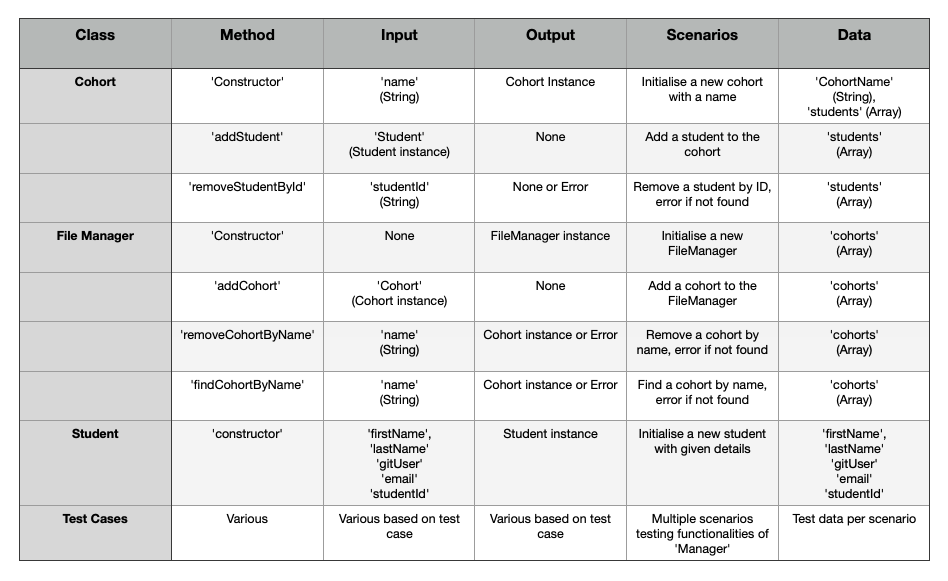 Class Method Input Output Scenarios Data
Cohort 'Constructor' 'name' Cohort Instance Initialise a new cohort 'CohortName'
(String) with a name (String),
'students' (Array)
'addStudent' 'Student' None Add a student to the 'students'
(Student instance) cohort (Array)
'removeStudentById' 'studentId' None or Error Remove a student by ID, 'students'
(String) error if not found (Array)
File Manager 'Constructor' None FileManager instance Initialise a new 'cohorts'
FileManager (Array)
'addCohort' 'Cohort' None Add a cohort to the 'cohorts'
(Cohort instance) FileManager (Array)
'removeCohortByName' 'name' Cohort instance or Error Remove a cohort by 'cohorts'
(String) name, error if not found (Array)
'findCohortByName' 'name' Cohort instance or Error Find a cohort by name, 'cohorts'
(String) error if not found (Array)
Student 'constructor' 'firstName', Student instance Initialise a new student 'firstName',
'lastName' with given details 'lastName'
'gitUser' 'gitUser'
'email' 'email'
'studentId' 'studentId'
Test Cases Various Various based on test Various based on test Multiple scenarios Test data per scenario
case case testing functionalities of
'Manager'